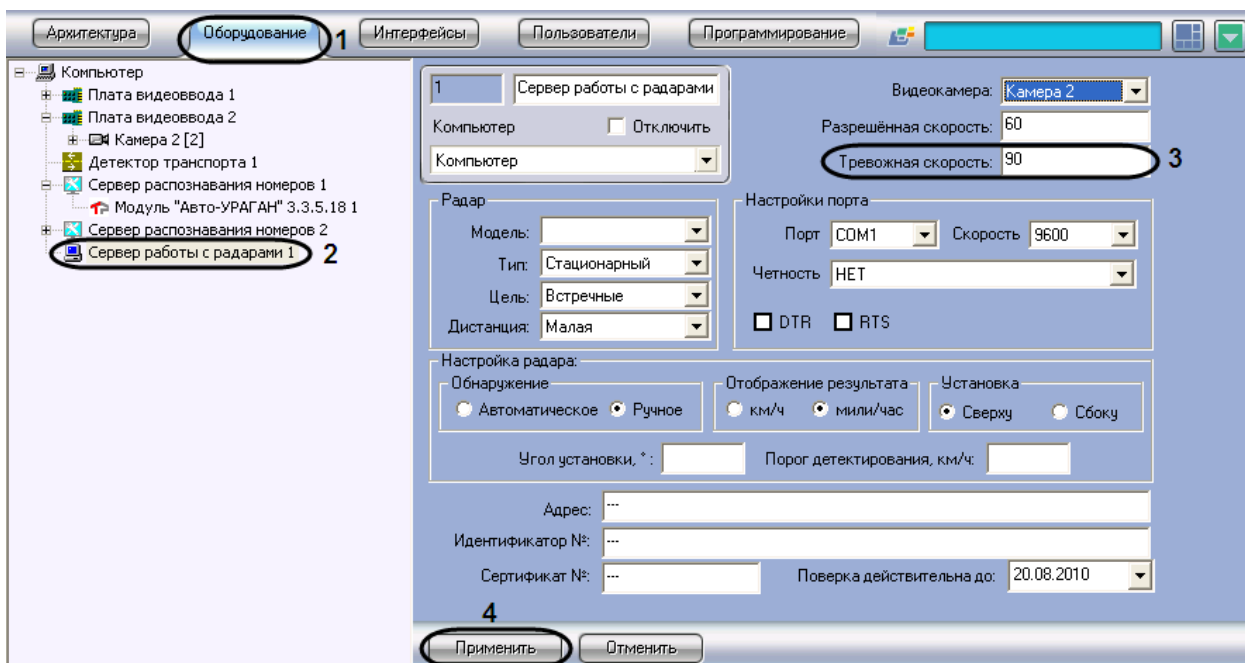 Архитектура Оборудование 1 Интерфейсы Пользователи Программирование
Компьютер
Плата видеоввода 1
Плата видеоввода 2
Камера 2 [2]
Детектор транспорта 1
Сервер распознавания номеров 1
Модуль "Авто-УРАГАН" 3.3.5.18 1
Сервер распознавания номеров 2
Сервер работы с радарами 1 2
1 Сервер работы с радарами
Компьютер Отключить
Компьютер
Видеокамера: Камера 2
Разрешённая скорость: 60
Тревожная скорость: 90 3
Радар
Модель:
Тип: Стационарный
Цель: Встречные
Дистанция: Малая
Настройки порта
Порт COM1 Скорость 9600
Четность НЕТ
DTR RTS
Настройка радара:
Обнаружение
Автоматическое Ручное
Отображение результата
км/ч мили/час
Установка
Сверху Сбоку
Угол установки, ° : Порог детектирования, км/ч:
Адрес: ---
Идентификатор №: ---
Сертификат №: --- Поверка действительна до: 20.08.2010
4
Применить Отменить